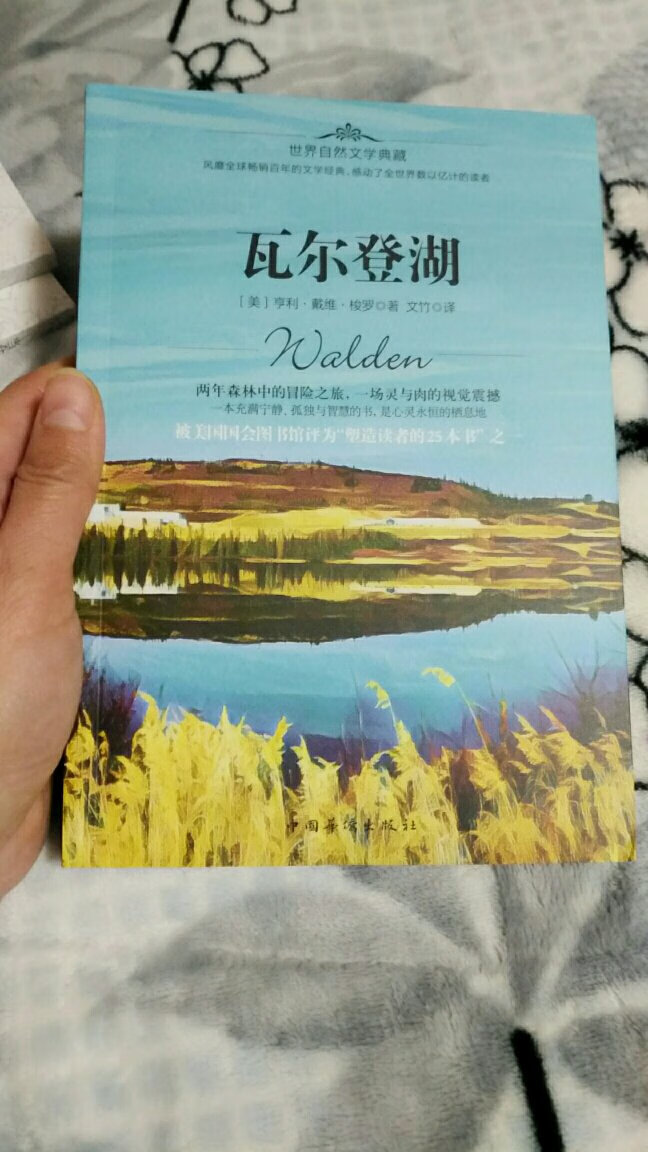 世界自然文学典藏
风靡全球畅销百年的文学经典，感动了全世界数以亿计的读者
瓦尔登湖
［美］亨利·戴维·梭罗◎著 文竹◎译
Walden
两年森林中的冒险之旅，一场灵与肉的视觉震撼
一本充满宁静、孤独与智慧的书，是心灵永恒的栖息地
被美国国会图书馆评为“塑造读者的25本书”之一
中国华侨出版社